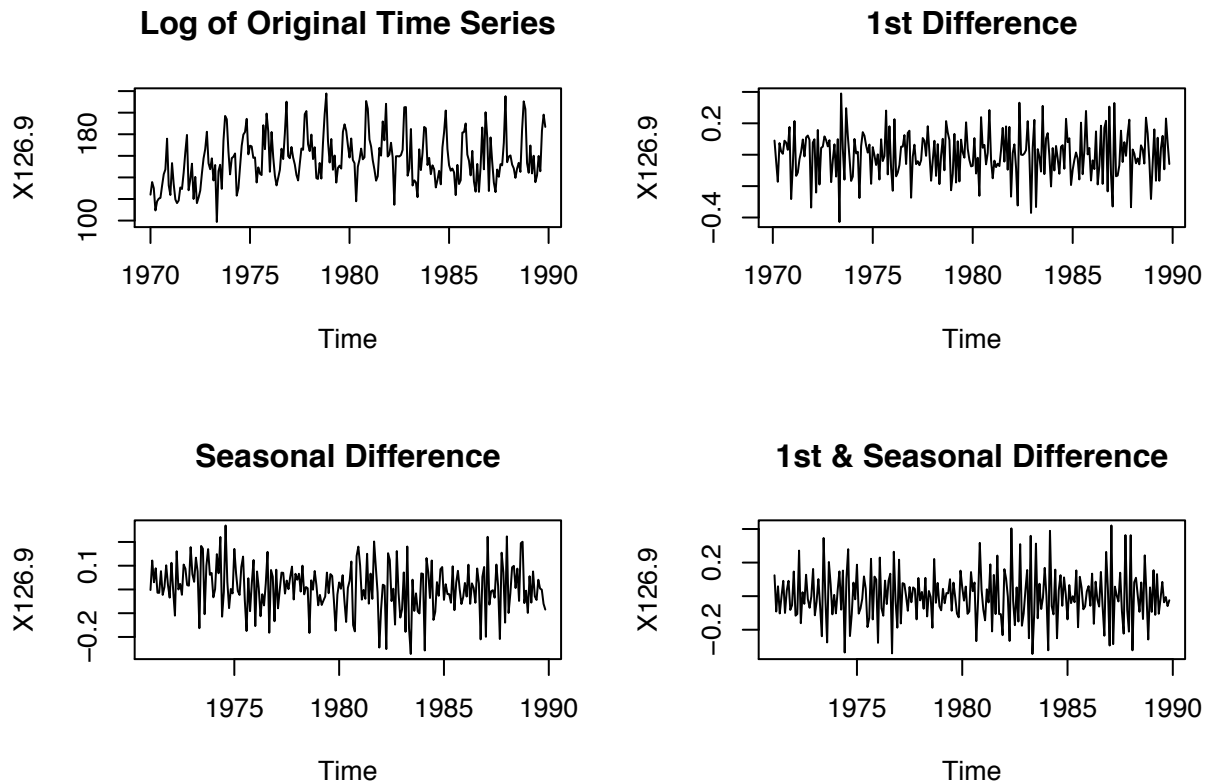 Log of Original Time Series
X126.9
180
100
1970 1975 1980 1985 1990
Time
1st Difference
X126.9
0.2
−0.4
1970 1975 1980 1985 1990
Time
Seasonal Difference
X126.9
0.1
−0.2
1975 1980 1985 1990
Time
1st & Seasonal Difference
X126.9
0.2
−0.2
1975 1980 1985 1990
Time